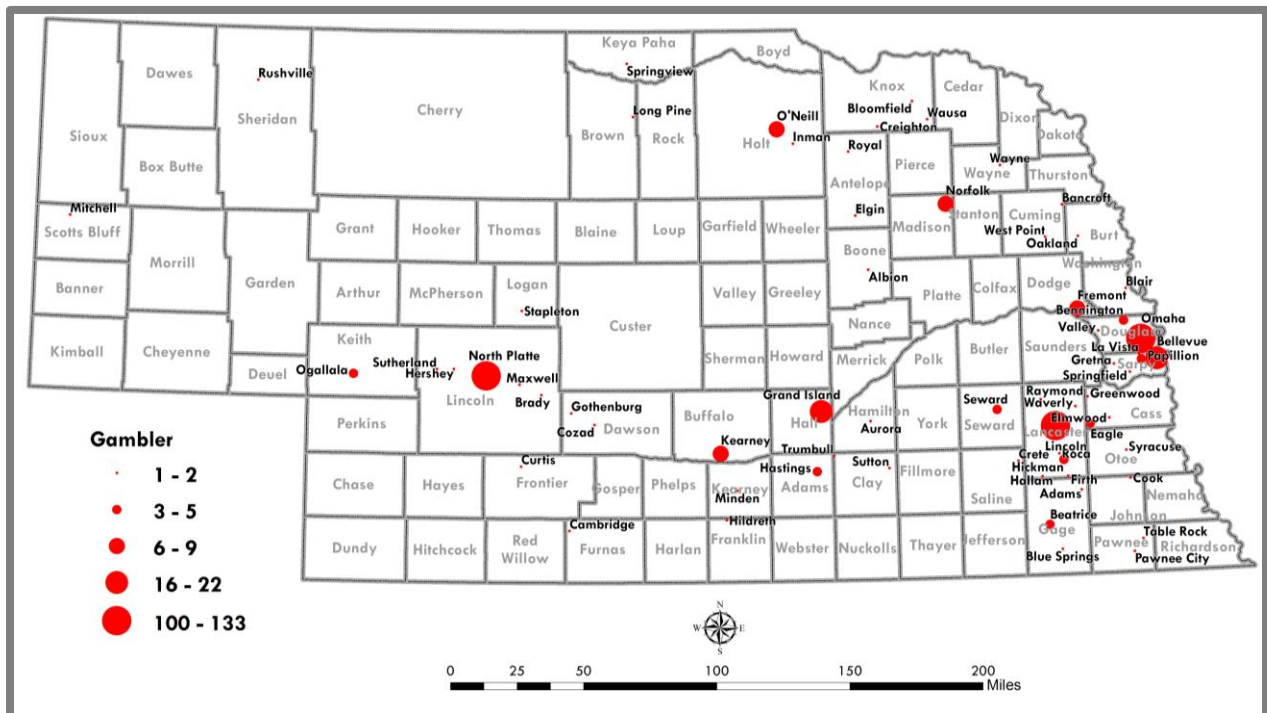 Keya Paha
Boyd
Dawes
Rushville
Springview
Knox
Cedar
Sheridan
Cherry
Long Pine
O'Neill
Bloomfield
Wausa
Dixon
Sioux
Brown
Rock
Holt
Inman
Creighton
Dakota
Box Butte
Royal
Pierce
Wayne
Wayne
Thurston
Antelope
Norfolk
Bancroft
Mitchell
Elgin
Stanton
Cuming
Scotts Bluff
Grant
Hooker
Thomas
Blaine
Loup
Garfield
Wheeler
Madison
West Point
Burt
Oakland
Morrill
Boone
Washington
Banner
Garden
Arthur
McPherson
Logan
Valley
Greeley
Albion
Platte
Colfax
Dodge
Blair
Fremont
Stapleton
Custer
Nance
Bennington
Omaha
Kimball
Cheyenne
Keith
Valley
Douglas
Sutherland
North Platte
Sherman
Howard
Merrick
Polk
Butler
Saunders
La Vista
Bellevue
Papillion
Deuel
Ogallala
Hershey
Maxwell
Gretna
Sarpy
Springfield
Lincoln
Brady
Grand Island
Raymond
Greenwood
Perkins
Gothenburg
Buffalo
Hall
Hamilton
York
Seward
Seward
Waverly
Elmwood
Cass
Cozad
Dawson
Aurora
Lancaster
Eagle
Gambler
Kearney
Trumbull
Lincoln
Syracuse
1 - 2
Curtis
Hastings
Sutton
Crete
Roca
Otoe
Chase
Hayes
Frontier
Gosper
Phelps
Kearney
Adams
Clay
Fillmore
Hickman
Hallam
Firth
Cook
Minden
Saline
Adams
Nemaha
3 - 5
Cambridge
Hildreth
Beatrice
Johnson
6 - 9
Dundy
Hitchcock
Red
Willow
Furnas
Harlan
Franklin
Webster
Nuckolls
Thayer
Jefferson
Gage
Table Rock
Pawnee
Richardson
Blue Springs
Pawnee City
16 - 22
100 - 133
N
W
E
S
0
25
50
100
150
200
Miles